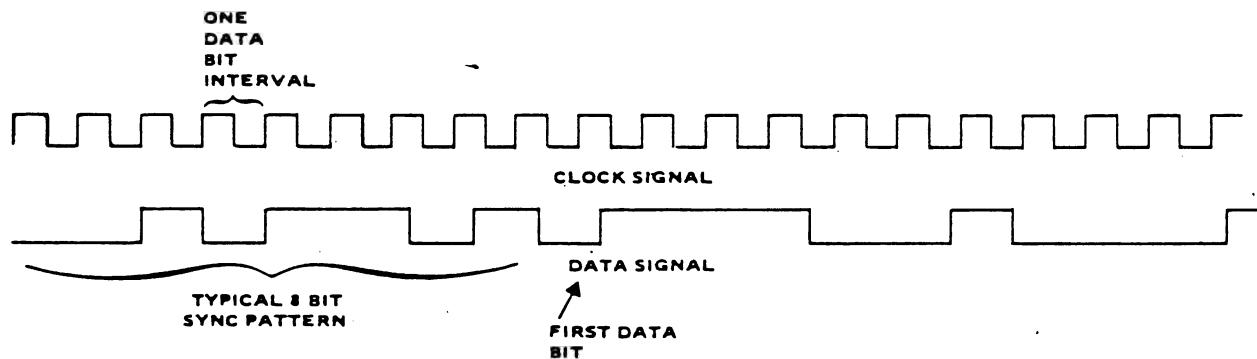 ONE
DATA
BIT
INTERVAL
CLOCK SIGNAL
DATA SIGNAL
TYPICAL 8 BIT
SYNC PATTERN
FIRST DATA
BIT